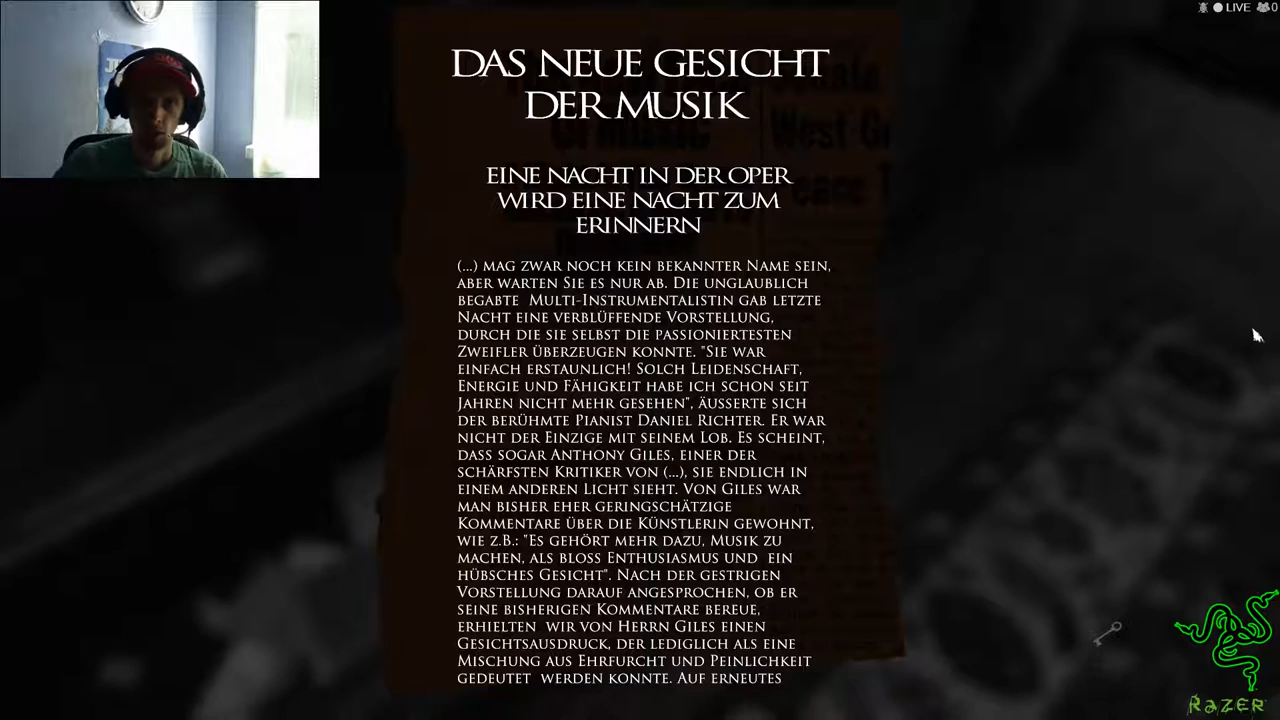 LIVE 0
DAS NEUE GESICHT
DER MUSIK
EINE NACHT IN DER OPER
WIRD EINE NACHT ZUM
ERINNERN
(...) MAG ZWAR NOCH KEIN BEKANNTER NAME SEIN,
ABER WARTEN SIE ES NUR AB. DIE UNGLAUBLICH
BEGABTE MULTI-INSTRUMENTALISTIN GAB LETZTE
NACHT EINE VERBLÜFFENDE VORSTELLUNG,
DURCH DIE SIE SELBST DIE PASSIONIERTESTEN
ZWEIFLER ÜBERZEUGEN KONNTE. "SIE WAR
EINFACH ERSTAUNLICH! SOLCH LEIDENSCHAFT,
ENERGIE UND FÄHIGKEIT HABE ICH SCHON SEIT
JAHREN NICHT MEHR GESEHEN", ÄUSSERTE SICH
DER BERÜHMTE PIANIST DANIEL RICHTER. ER WAR
NICHT DER EINZIGE MIT SEINEM LOB. ES SCHEINT,
DASS SOGAR ANTHONY GILES, EINER DER
SCHÄRFSTEN KRITIKER VON (...), SIE ENDLICH IN
EINEM ANDEREN LICHT SIEHT. VON GILES WAR
MAN BISHER EHER GERINGSCHÄTZIGE
KOMMENTARE ÜBER DIE KÜNSTLERIN GEWOHNT,
WIE Z.B.: "ES GEHÖRT MEHR DAZU, MUSIK ZU
MACHEN, ALS BLOSS ENTHUSIASMUS UND EIN
HÜBSCHES GESICHT". NACH DER GESTRIGEN
VORSTELLUNG DARAUF ANGESPROCHEN, OB ER
SEINE BISHERIGEN KOMMENTARE BEREUE,
ERHIELTEN WIR VON HERRN GILES EINEN
GESICHTSAUSDRUCK, DER LEDIGLICH ALS EINE
MISCHUNG AUS EHRFURCHT UND PEINLICHKEIT
GEDEUTET WERDEN KONNTE. AUF ERNEUTES
West
RAZER